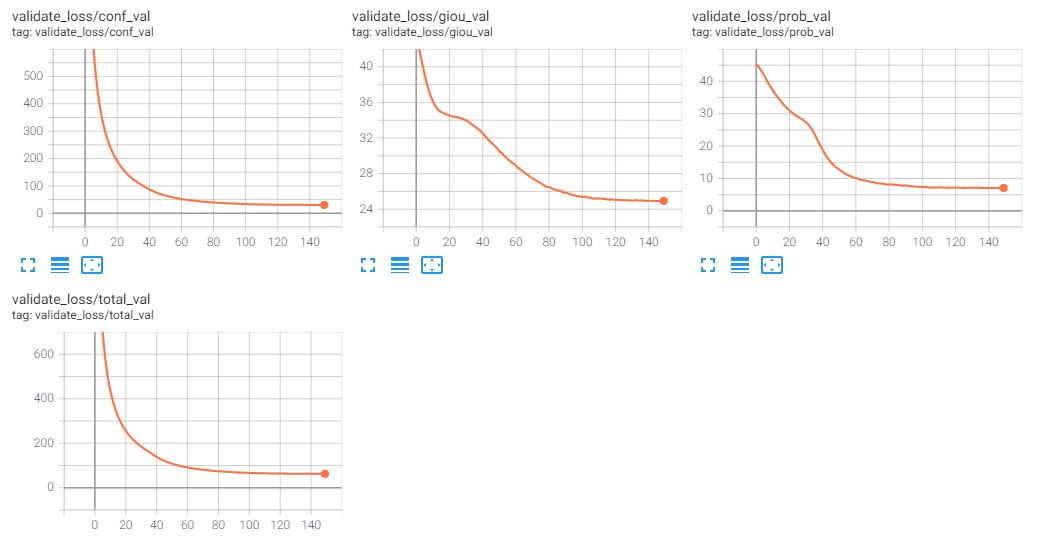 validate_loss/conf_val
tag: validate_loss/conf_val
500
400
300
200
100
0
0 20 40 60 80 100 120 140
validate_loss/giou_val
tag: validate_loss/giou_val
40
36
32
28
24
0 20 40 60 80 100 120 140
validate_loss/prob_val
tag: validate_loss/prob_val
40
30
20
10
0
0 20 40 60 80 100 120 140
validate_loss/total_val
tag: validate_loss/total_val
600
400
200
0
0 20 40 60 80 100 120 140